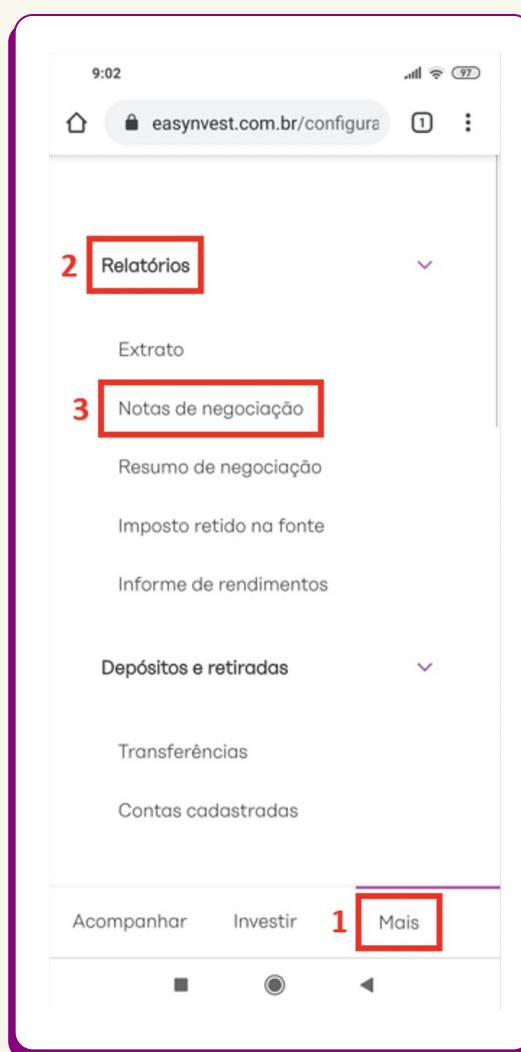 9:02
97
easynvest.com.br/configura
1
2 Relatórios
Extrato
3 Notas de negociação
Resumo de negociação
Imposto retido na fonte
Informe de rendimentos
Depósitos e retiradas
Transferências
Contas cadastradas
Acompanhar Investir 1 Mais